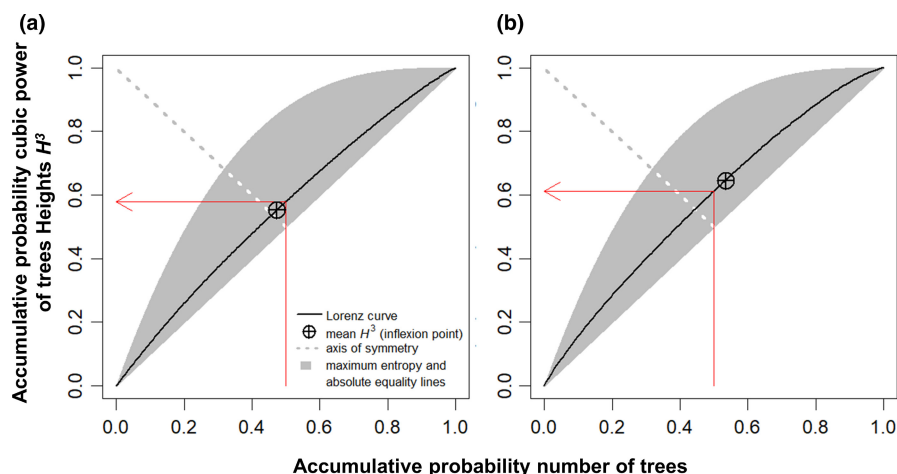 (a)
(b)
Accumulative probability cubic power
of trees Heights H³
1.0
0.8
0.6
0.4
0.2
0.0
0.0 0.2 0.4 0.6 0.8 1.0
Lorenz curve
mean H³ (inflexion point)
axis of symmetry
maximum entropy and
absolute equality lines
1.0
0.8
0.6
0.4
0.2
0.0
0.0 0.2 0.4 0.6 0.8 1.0
Accumulative probability number of trees